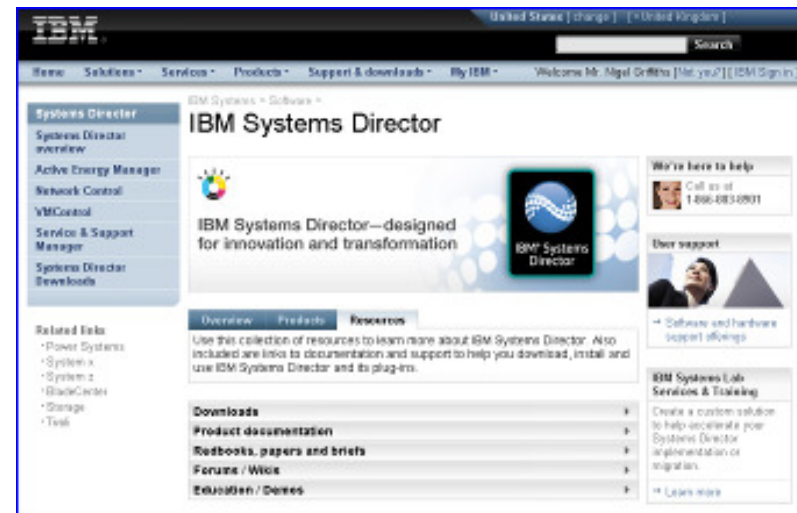 IBM
United States [ change ] [ - United Kingdom ]
Search
Home Solutions Services Products Support & downloads My IBM Welcome Mr. Nigel Griffiths [Not you?] [ IBM Sign in ]
IBM Systems > Software >
IBM Systems Director
Systems Director
Systems Director
overview
Active Energy Manager
Network Control
VMControl
Service & Support
Manager
Systems Director
Downloads
Related links
Power Systems
System x
System z
BladeCenter
Storage
Tivoli
IBM Systems Director—designed
for innovation and transformation
IBM Systems
Director
Overview Products Resources
Use this collection of resources to learn more about IBM Systems Director. Also
included are links to documentation and support to help you download, install and
use IBM Systems Director and its plug-ins.
Downloads
Product documentation
Redbooks, papers and briefs
Forums / Wikis
Education / Demos
We're here to help
Call us at
1-866-883-8901
User support
Software and hardware
support offerings
IBM Systems Lab
Services & Training
Create a custom solution
to help accelerate your
Systems Director
implementation or
migration.
Learn more